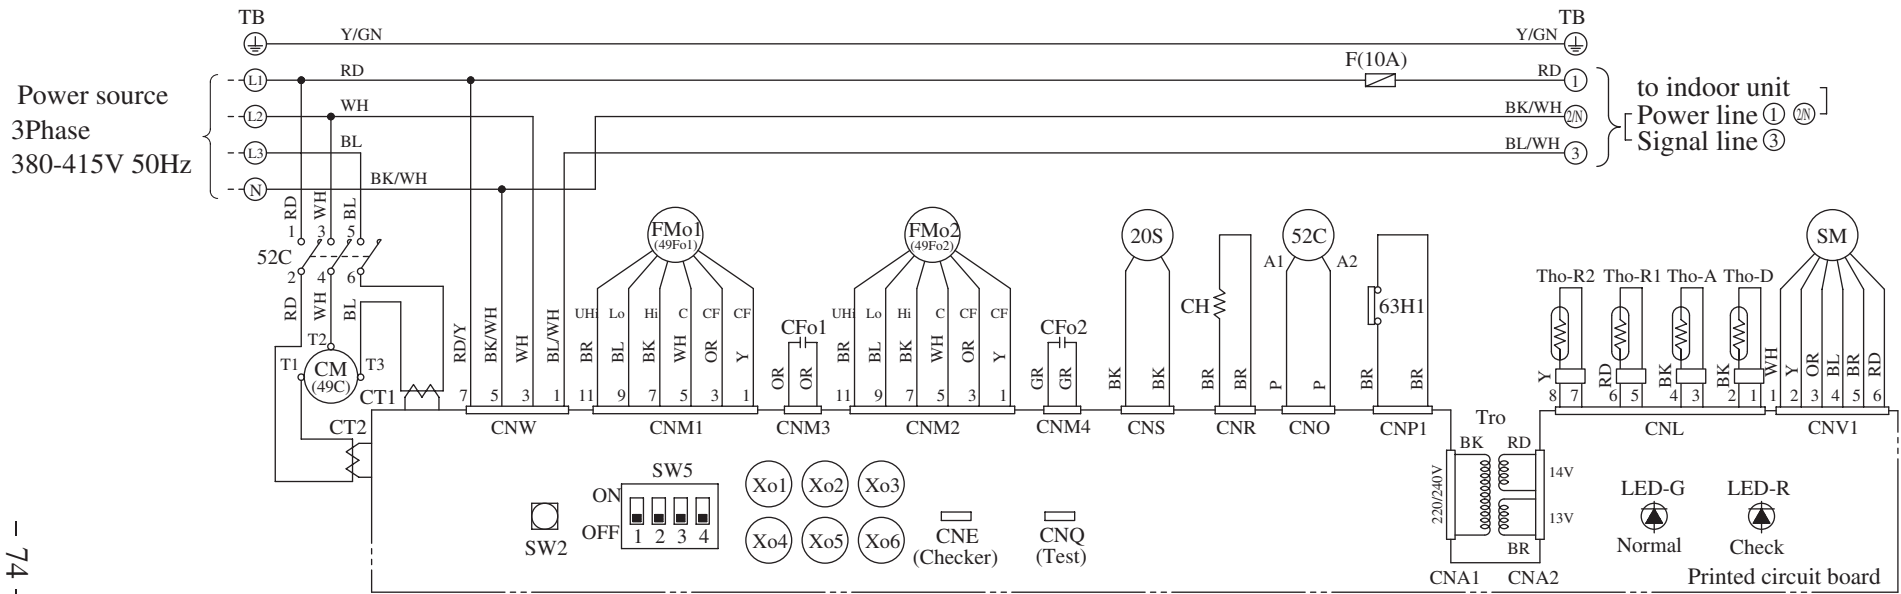 TB
TB
Y/GN
Y/GN
F(10A)
L1
RD
RD
1
Power source
3Phase
380-415V 50Hz
L2
WH
BK/WH
2/N
L3
BL
BL/WH
3
N
BK/WH
to indoor unit
Power line 1 2/N
Signal line 3
RD
WH
BL
1
3
5
52C
2
4
6
RD
WH
BL
T2
T1
T3
CM
(49C)
CT1
CT2
RD/Y
BK/WH
WH
BL/WH
7
5
3
1
CNW
FMo1
(49Fo1)
UHi
Lo
Hi
C
CF
CF
BR
BL
BK
WH
OR
Y
11
9
7
5
3
1
CNM1
CFo1
OR
OR
CNM3
FMo2
(49Fo2)
UHi
Lo
Hi
C
CF
CF
BR
BL
BK
WH
OR
Y
11
9
7
5
3
1
CNM2
CFo2
GR
GR
CNM4
20S
BK
BK
CNS
CH
BR
BR
CNR
52C
A1
A2
P
P
CNO
63H1
BR
BR
CNP1
Tho-R2
Tho-R1
Tho-A
Tho-D
Y
RD
BK
BK
8
7
6
5
4
3
2
1
CNL
SM
WH
Y
OR
BL
BR
RD
1
2
3
4
5
6
CNV1
Tro
BK
RD
220/240V
14V
13V
BR
CNA1
CNA2
SW2
SW5
ON
OFF
1 2 3 4
Xo1
Xo2
Xo3
Xo4
Xo5
Xo6
CNE
(Checker)
CNQ
(Test)
LED-G
Normal
LED-R
Check
Printed circuit board
– 74 -